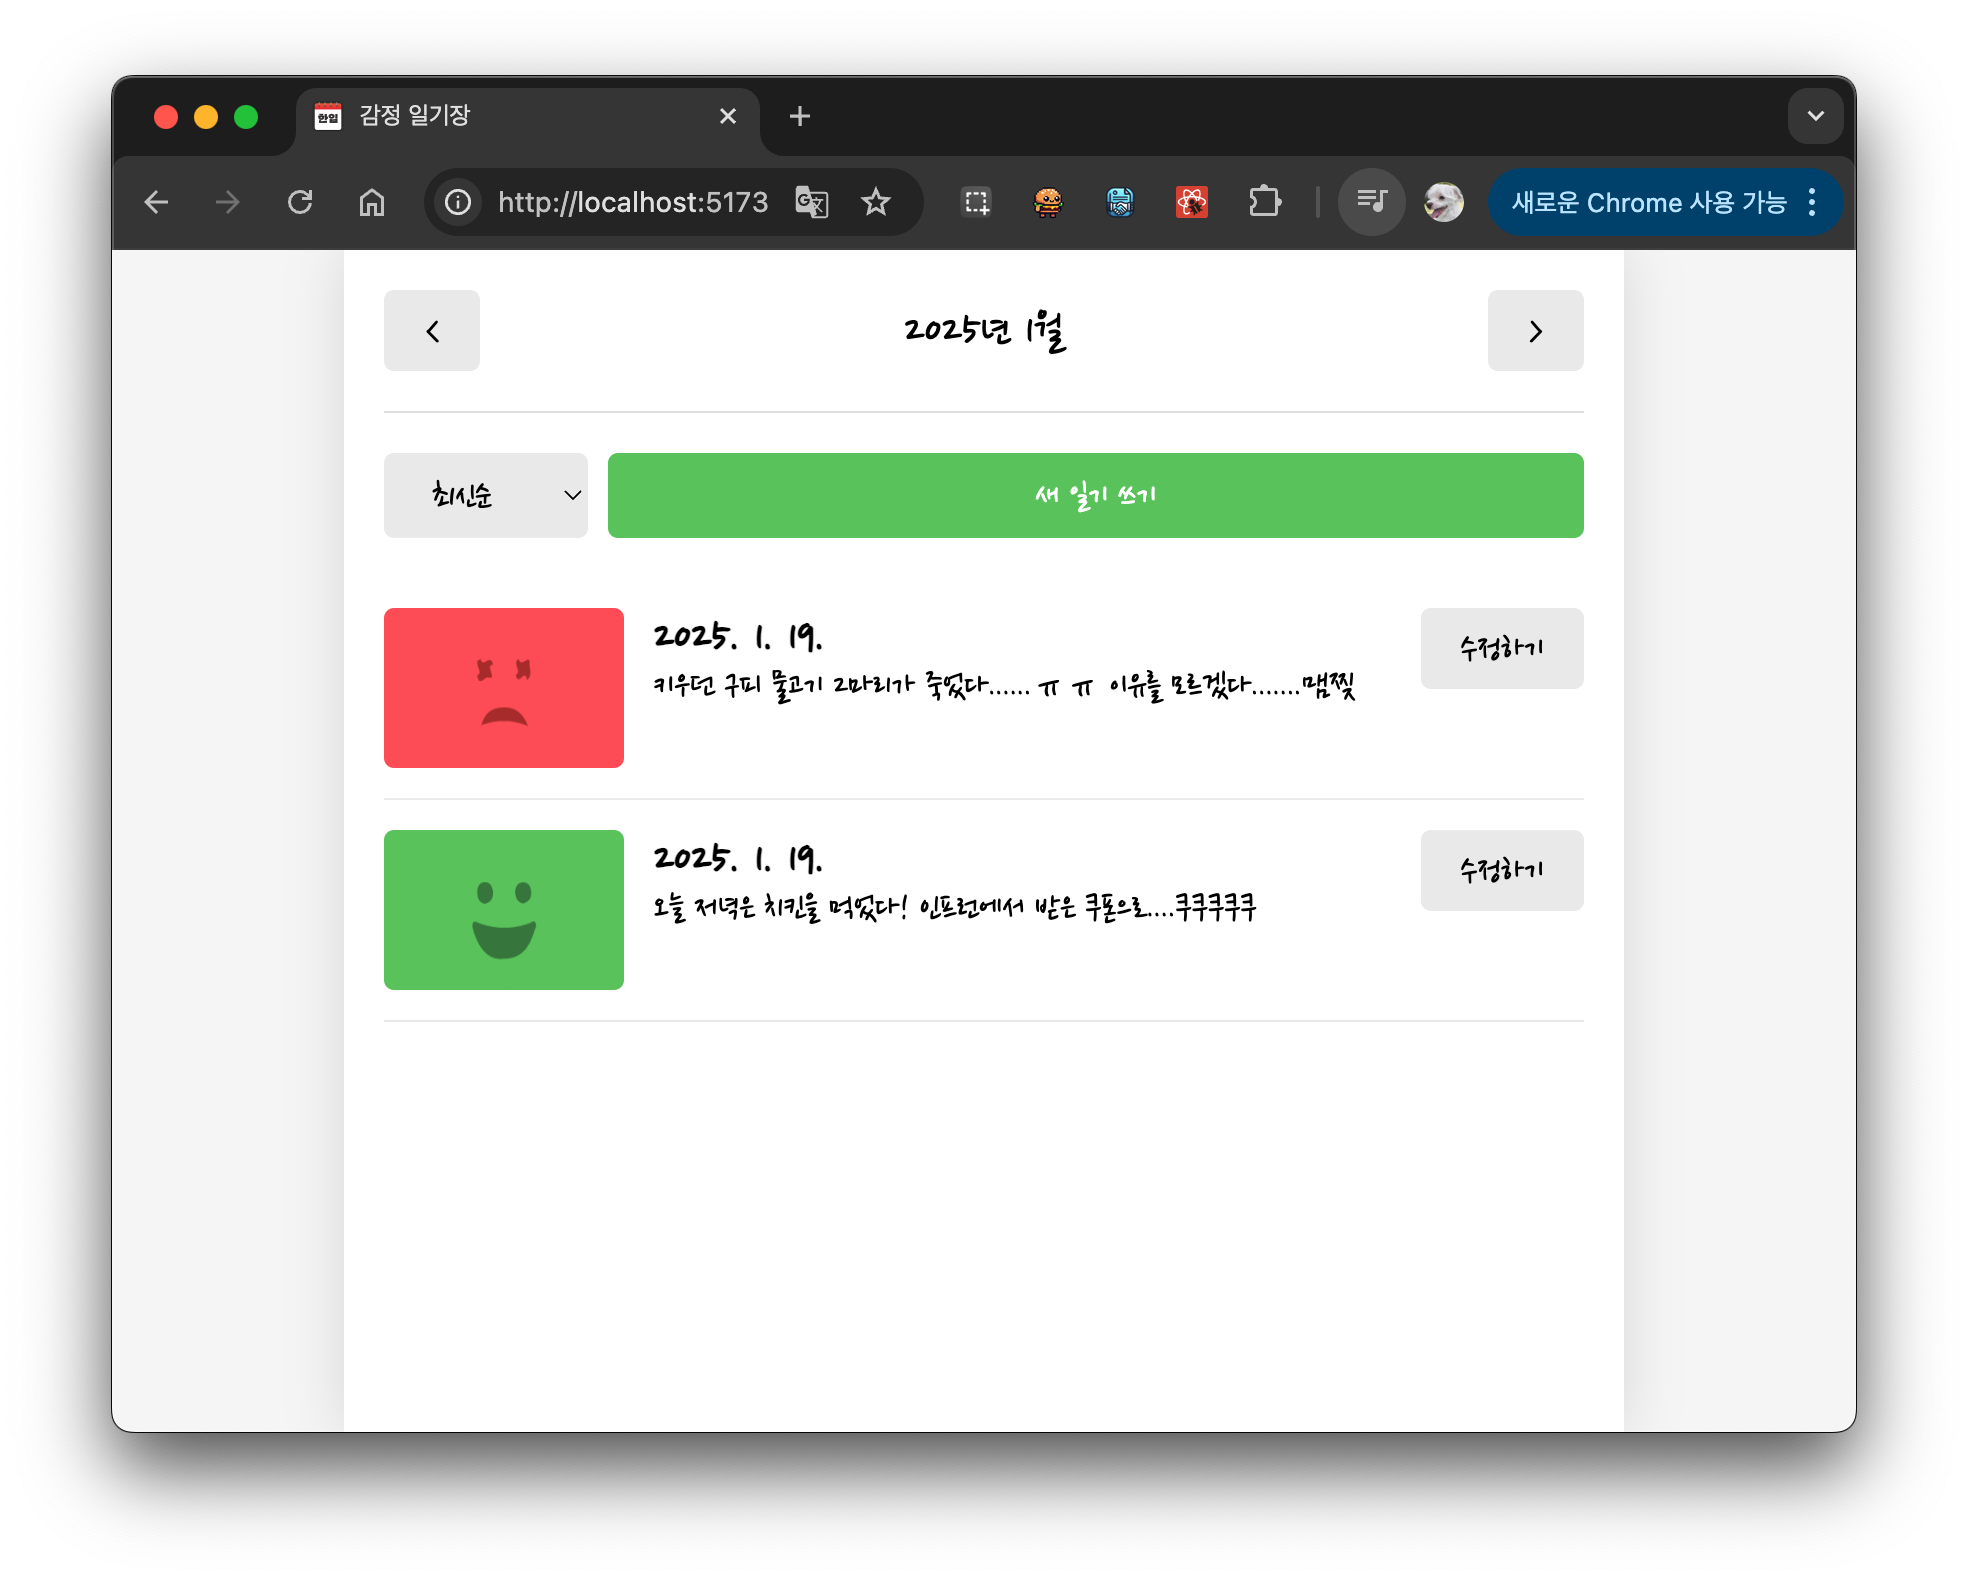 한입
감정 일기장
http://localhost:5173
새로운 Chrome 사용 가능
2025년 1월
최신순
새 일기 쓰기
2025. 1. 19.
키우던 구피 물고기 2마리가 죽었다...... ㅠ ㅠ 이유를 모르겠다.......맴찢
수정하기
2025. 1. 19.
오늘 저녁은 치킨을 먹었다! 인프런에서 받은 쿠폰으로....쿠쿠쿠쿠쿠
수정하기